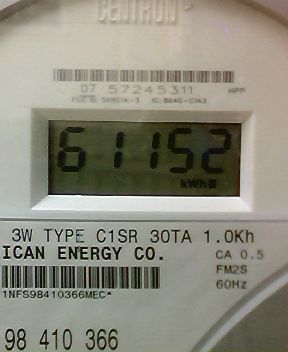 CENTRON®
07 57245311
61152
kWh
3W TYPE C1SR 30TA 1.0Kh
ICAN ENERGY CO.
CA 0.5
FM2S
60Hz
1NFS98410366MEC*
98 410 366